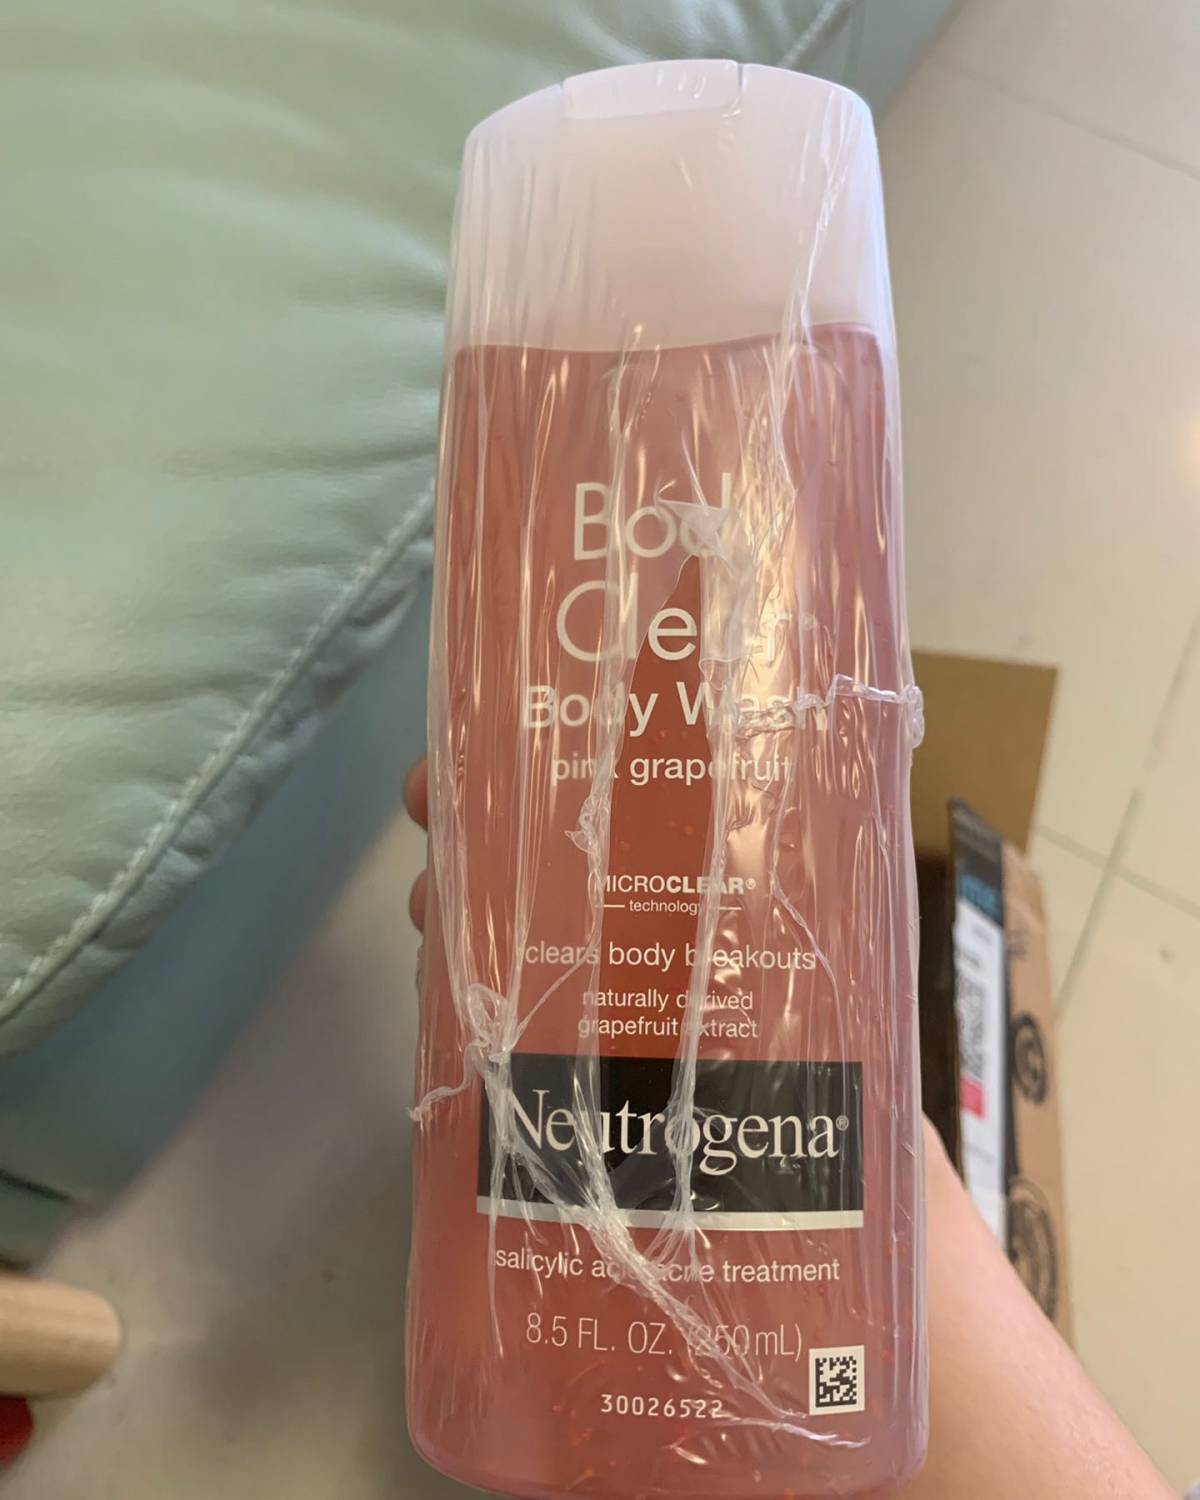 Body
Clear®
Body Wash
pink grapefruit
MICROCLEAR®
technology
clears body breakouts
naturally derived
grapefruit extract
Neutrogena®
salicylic acid acne treatment
8.5 FL. OZ. (250 mL)
30026522